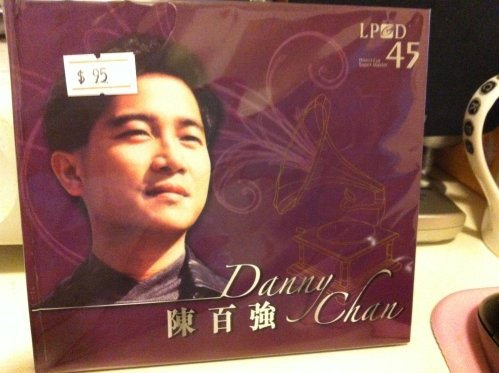 $ 95
LPCD
45
Danny
Chan
陳百強